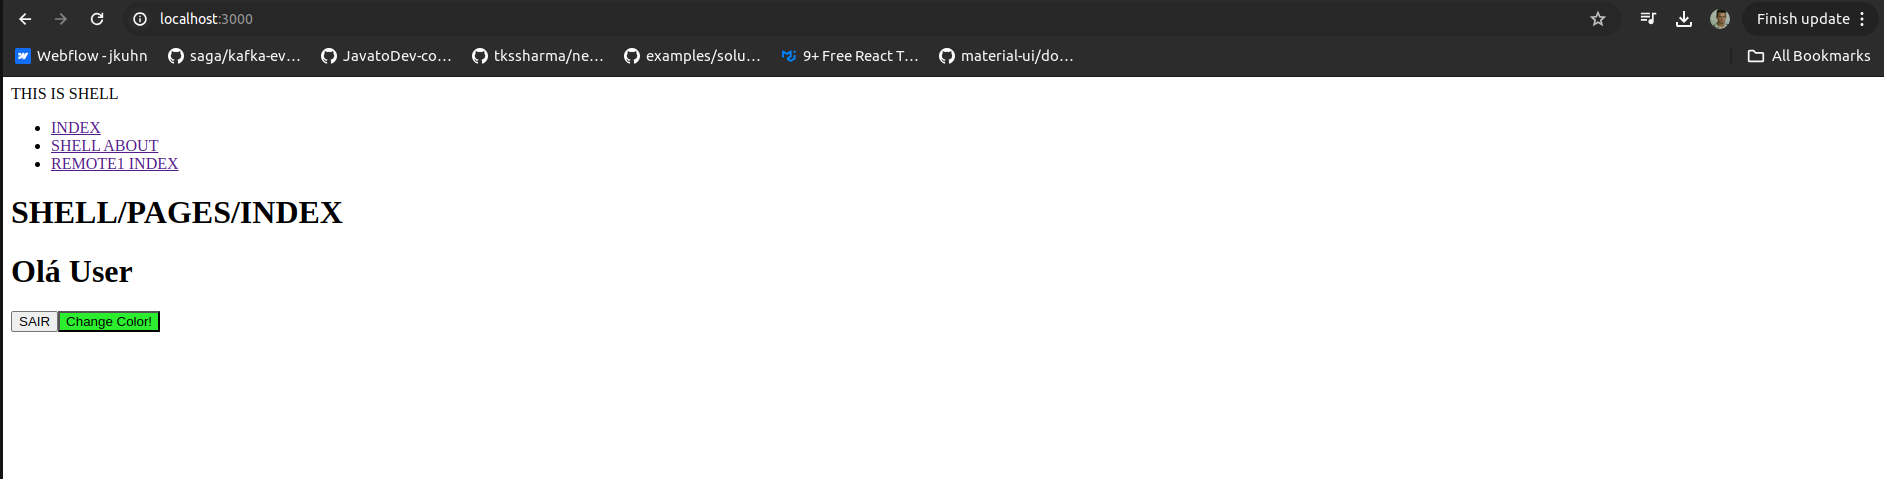 localhost:3000
Finish update
Webflow - jkuhn saga/kafka-ev... JavatoDev-co... tkssharma/ne... examples/solu... 9+ Free React T... material-ui/do... All Bookmarks
THIS IS SHELL
INDEX
SHELL ABOUT
REMOTE1 INDEX
SHELL/PAGES/INDEX
Olá User
SAIR Change Color!